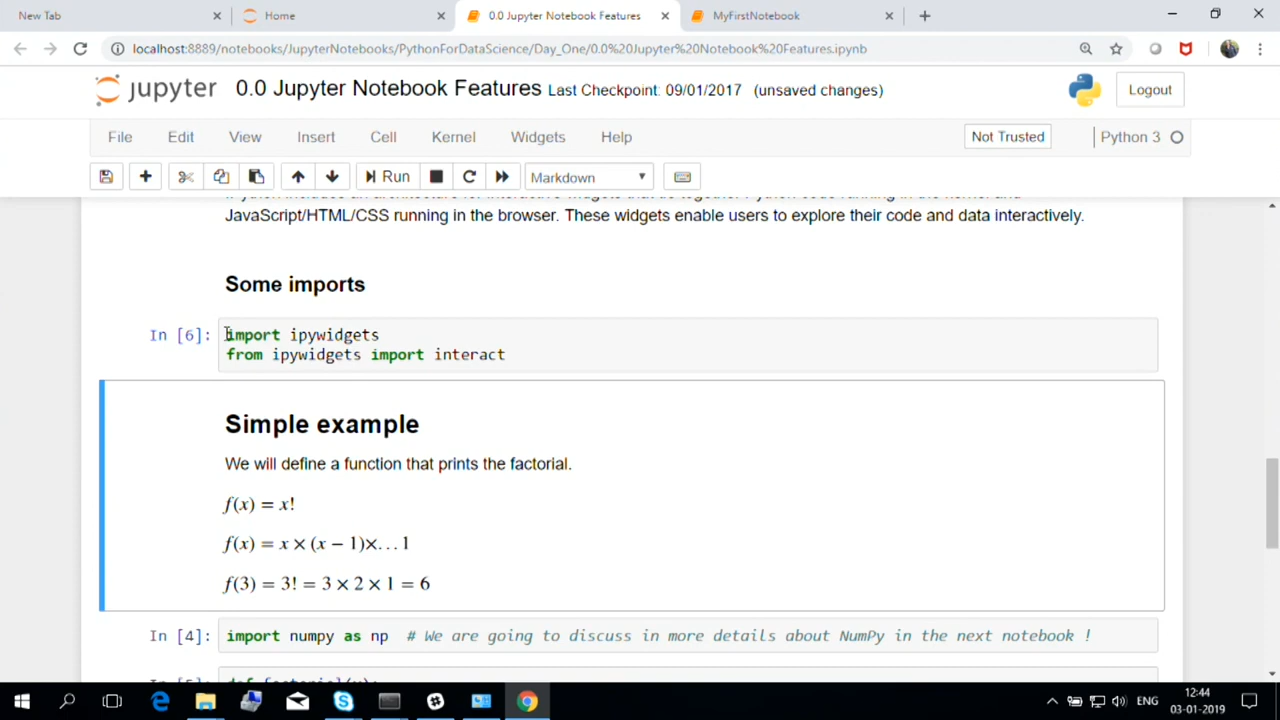 New Tab
Home
0.0 Jupyter Notebook Features
MyFirstNotebook
localhost:8889/notebooks/JupyterNotebooks/PythonForDataScience/Day_One/0.0%20Jupyter%20Notebook%20Features.ipynb
jupyter 0.0 Jupyter Notebook Features Last Checkpoint: 09/01/2017 (unsaved changes)
Logout
File Edit View Insert Cell Kernel Widgets Help
Not Trusted
Python 3
Run
Markdown
JavaScript/HTML/CSS running in the browser. These widgets enable users to explore their code and data interactively.
Some imports
In [6]: import ipywidgets
from ipywidgets import interact
Simple example
We will define a function that prints the factorial.
f(x) = x!
f(x) = x × (x − 1)×. . . 1
f(3) = 3! = 3 × 2 × 1 = 6
In [4]: import numpy as np # We are going to discuss in more details about NumPy in the next notebook !
ENG
12:44
03-01-2019